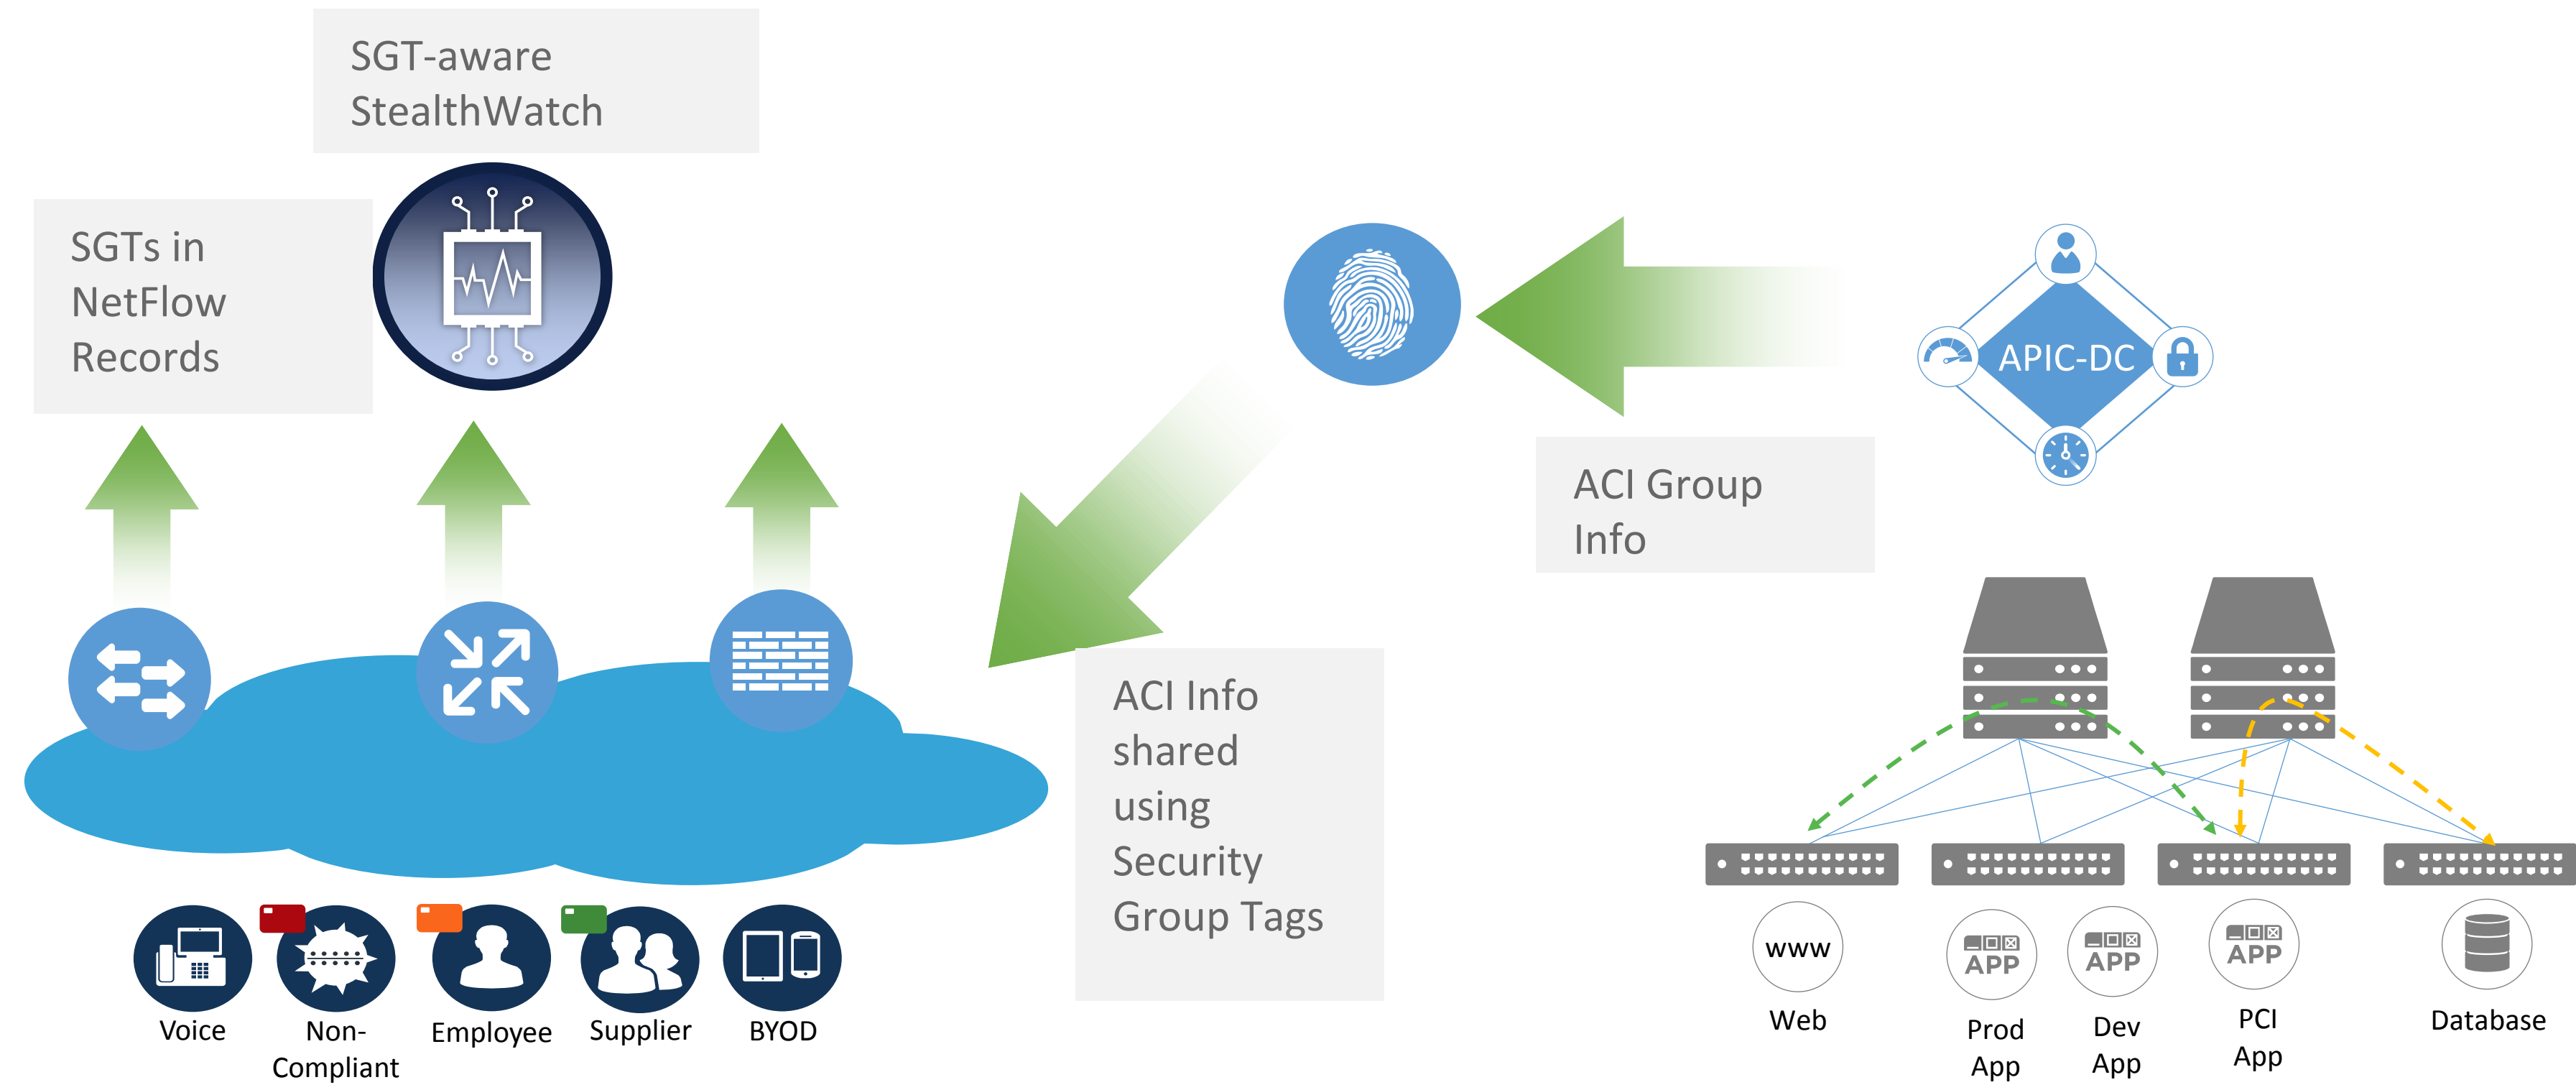 SGT-aware
StealthWatch
SGTs in
NetFlow
Records
APIC-DC
ACI Group
Info
ACI Info
shared
using
Security
Group Tags
www
APP
APP
APP
Voice
Non-
Compliant
Employee
Supplier
BYOD
Web
Prod
App
Dev
App
PCI
App
Database